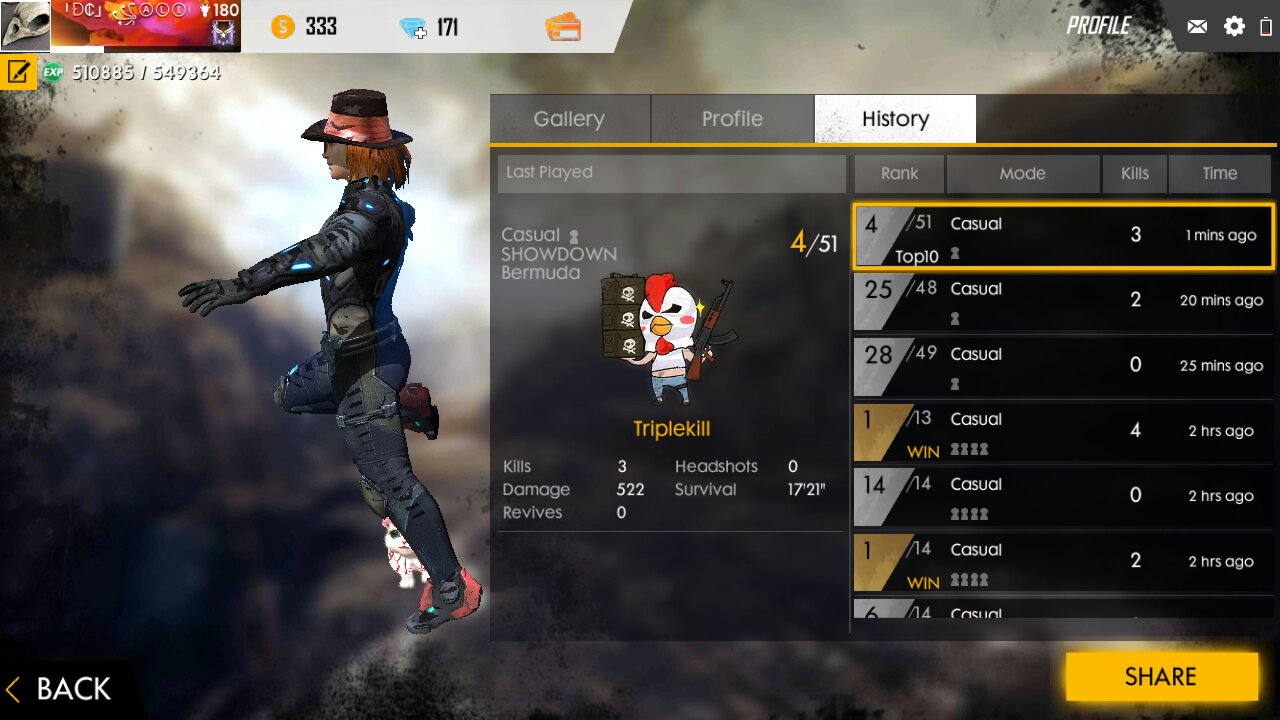 180
333
171
PROFILE
EXP 510885 / 549364
Gallery
Profile
History
Last Played
Casual
SHOWDOWN
Bermuda
4/51
Triplekill
Kills 3 Headshots 0
Damage 522 Survival 17'21"
Revives 0
Rank Mode Kills Time
4 /51 Casual 3 1 mins ago
Top10
25 /48 Casual 2 20 mins ago
28 /49 Casual 0 25 mins ago
1 /13 Casual 4 2 hrs ago
WIN
14 /14 Casual 0 2 hrs ago
1 /14 Casual 2 2 hrs ago
WIN
6 /14 Casual
BACK
SHARE